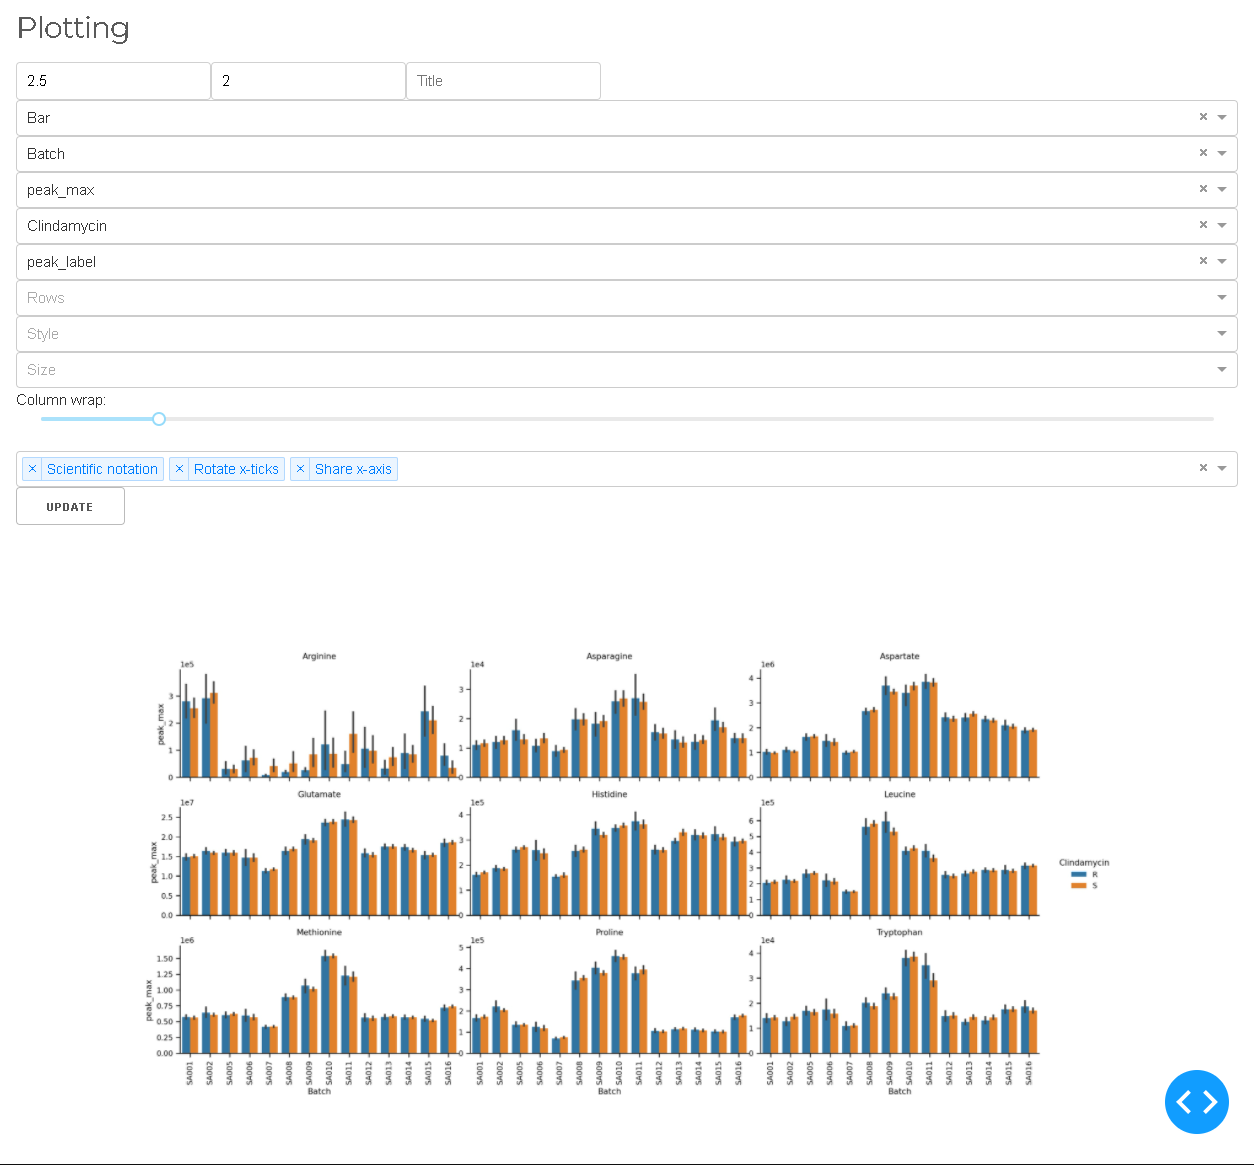 Plotting
2.5 2 Title
Bar
Batch
peak_max
Clindamycin
peak_label
Rows
Style
Size
Column wrap:
× Scientific notation × Rotate x-ticks × Share x-axis
UPDATE
Arginine Asparagine Aspartate
1e5 1e4 1e6
peak_max
3
2
1
0
3
2
1
0
4
3
2
1
0
Glutamate Histidine Leucine
1e7 1e5 1e5
peak_max
2.5
2.0
1.5
1.0
0.5
0.0
4
3
2
1
0
6
5
4
3
2
1
0
Clindamycin
R
S
Methionine Proline Tryptophan
1e6 1e5 1e4
peak_max
1.50
1.25
1.00
0.75
0.50
0.25
0.00
5
4
3
2
1
0
4
3
2
1
0
SA001 SA002 SA005 SA006 SA007 SA008 SA009 SA010 SA011 SA012 SA013 SA014 SA015 SA016
SA001 SA002 SA005 SA006 SA007 SA008 SA009 SA010 SA011 SA012 SA013 SA014 SA015 SA016
SA001 SA002 SA005 SA006 SA007 SA008 SA009 SA010 SA011 SA012 SA013 SA014 SA015 SA016
Batch Batch Batch